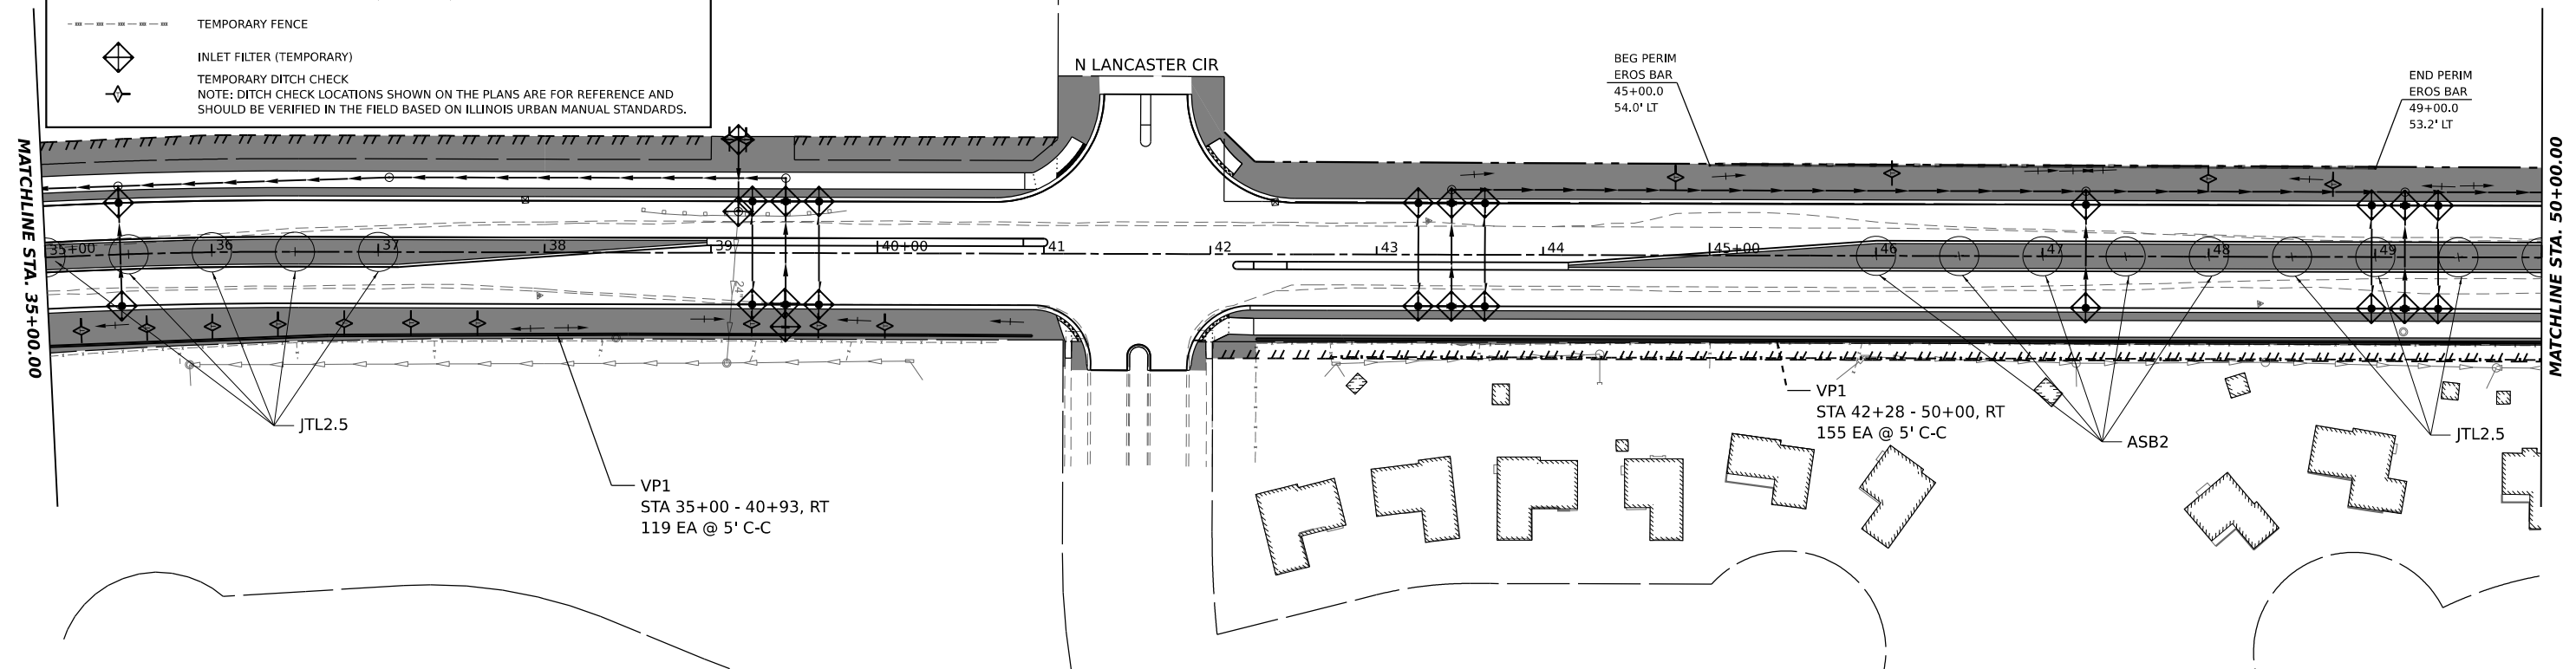 TEMPORARY FENCE
INLET FILTER (TEMPORARY)
TEMPORARY DITCH CHECK
NOTE: DITCH CHECK LOCATIONS SHOWN ON THE PLANS ARE FOR REFERENCE AND
SHOULD BE VERIFIED IN THE FIELD BASED ON ILLINOIS URBAN MANUAL STANDARDS.
N LANCASTER CIR
BEG PERIM
EROS BAR
45+00.0
54.0' LT
END PERIM
EROS BAR
49+00.0
53.2' LT
MATCHLINE STA. 35+00.00
MATCHLINE STA. 50+00.00
35+00
36
37
38
39
40+00
41
42
43
44
45+00
46
47
48
49
24
JTL2.5
VP1
STA 35+00 - 40+93, RT
119 EA @ 5' C-C
VP1
STA 42+28 - 50+00, RT
155 EA @ 5' C-C
ASB2
JTL2.5